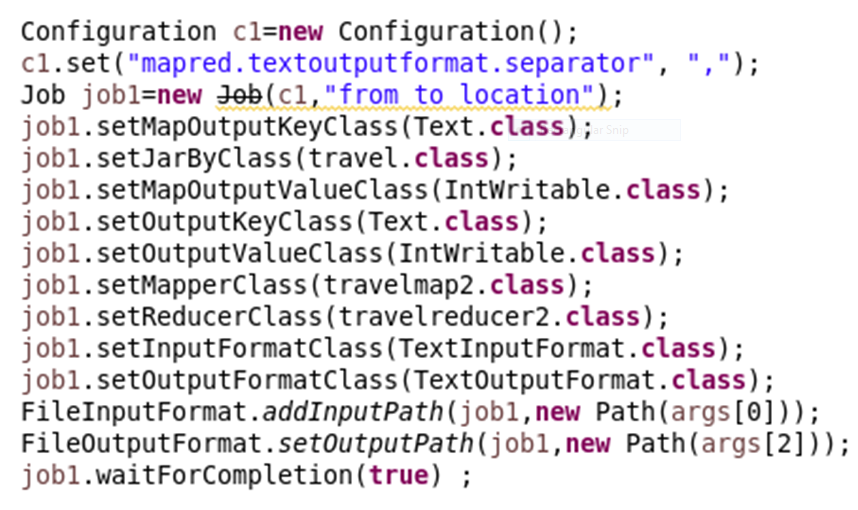 Configuration c1=new Configuration();
c1.set("mapred.textoutputformat.separator", ",");
Job job1=new Job(c1,"from to location");
job1.setMapOutputKeyClass(Text.class);
Snip
job1.setJarByClass(travel.class);
job1.setMapOutputValueClass(IntWritable.class);
job1.setOutputKeyClass(Text.class);
job1.setOutputValueClass(IntWritable.class);
job1.setMapperClass(travelmap2.class);
job1.setReducerClass(travelreducer2.class);
job1.setInputFormatClass(TextInputFormat.class);
job1.setOutputFormatClass(TextOutputFormat.class);
FileInputFormat.addInputPath(job1,new Path(args[0]));
FileOutputFormat.setOutputPath(job1,new Path(args[2]));
job1.waitForCompletion(true) ;